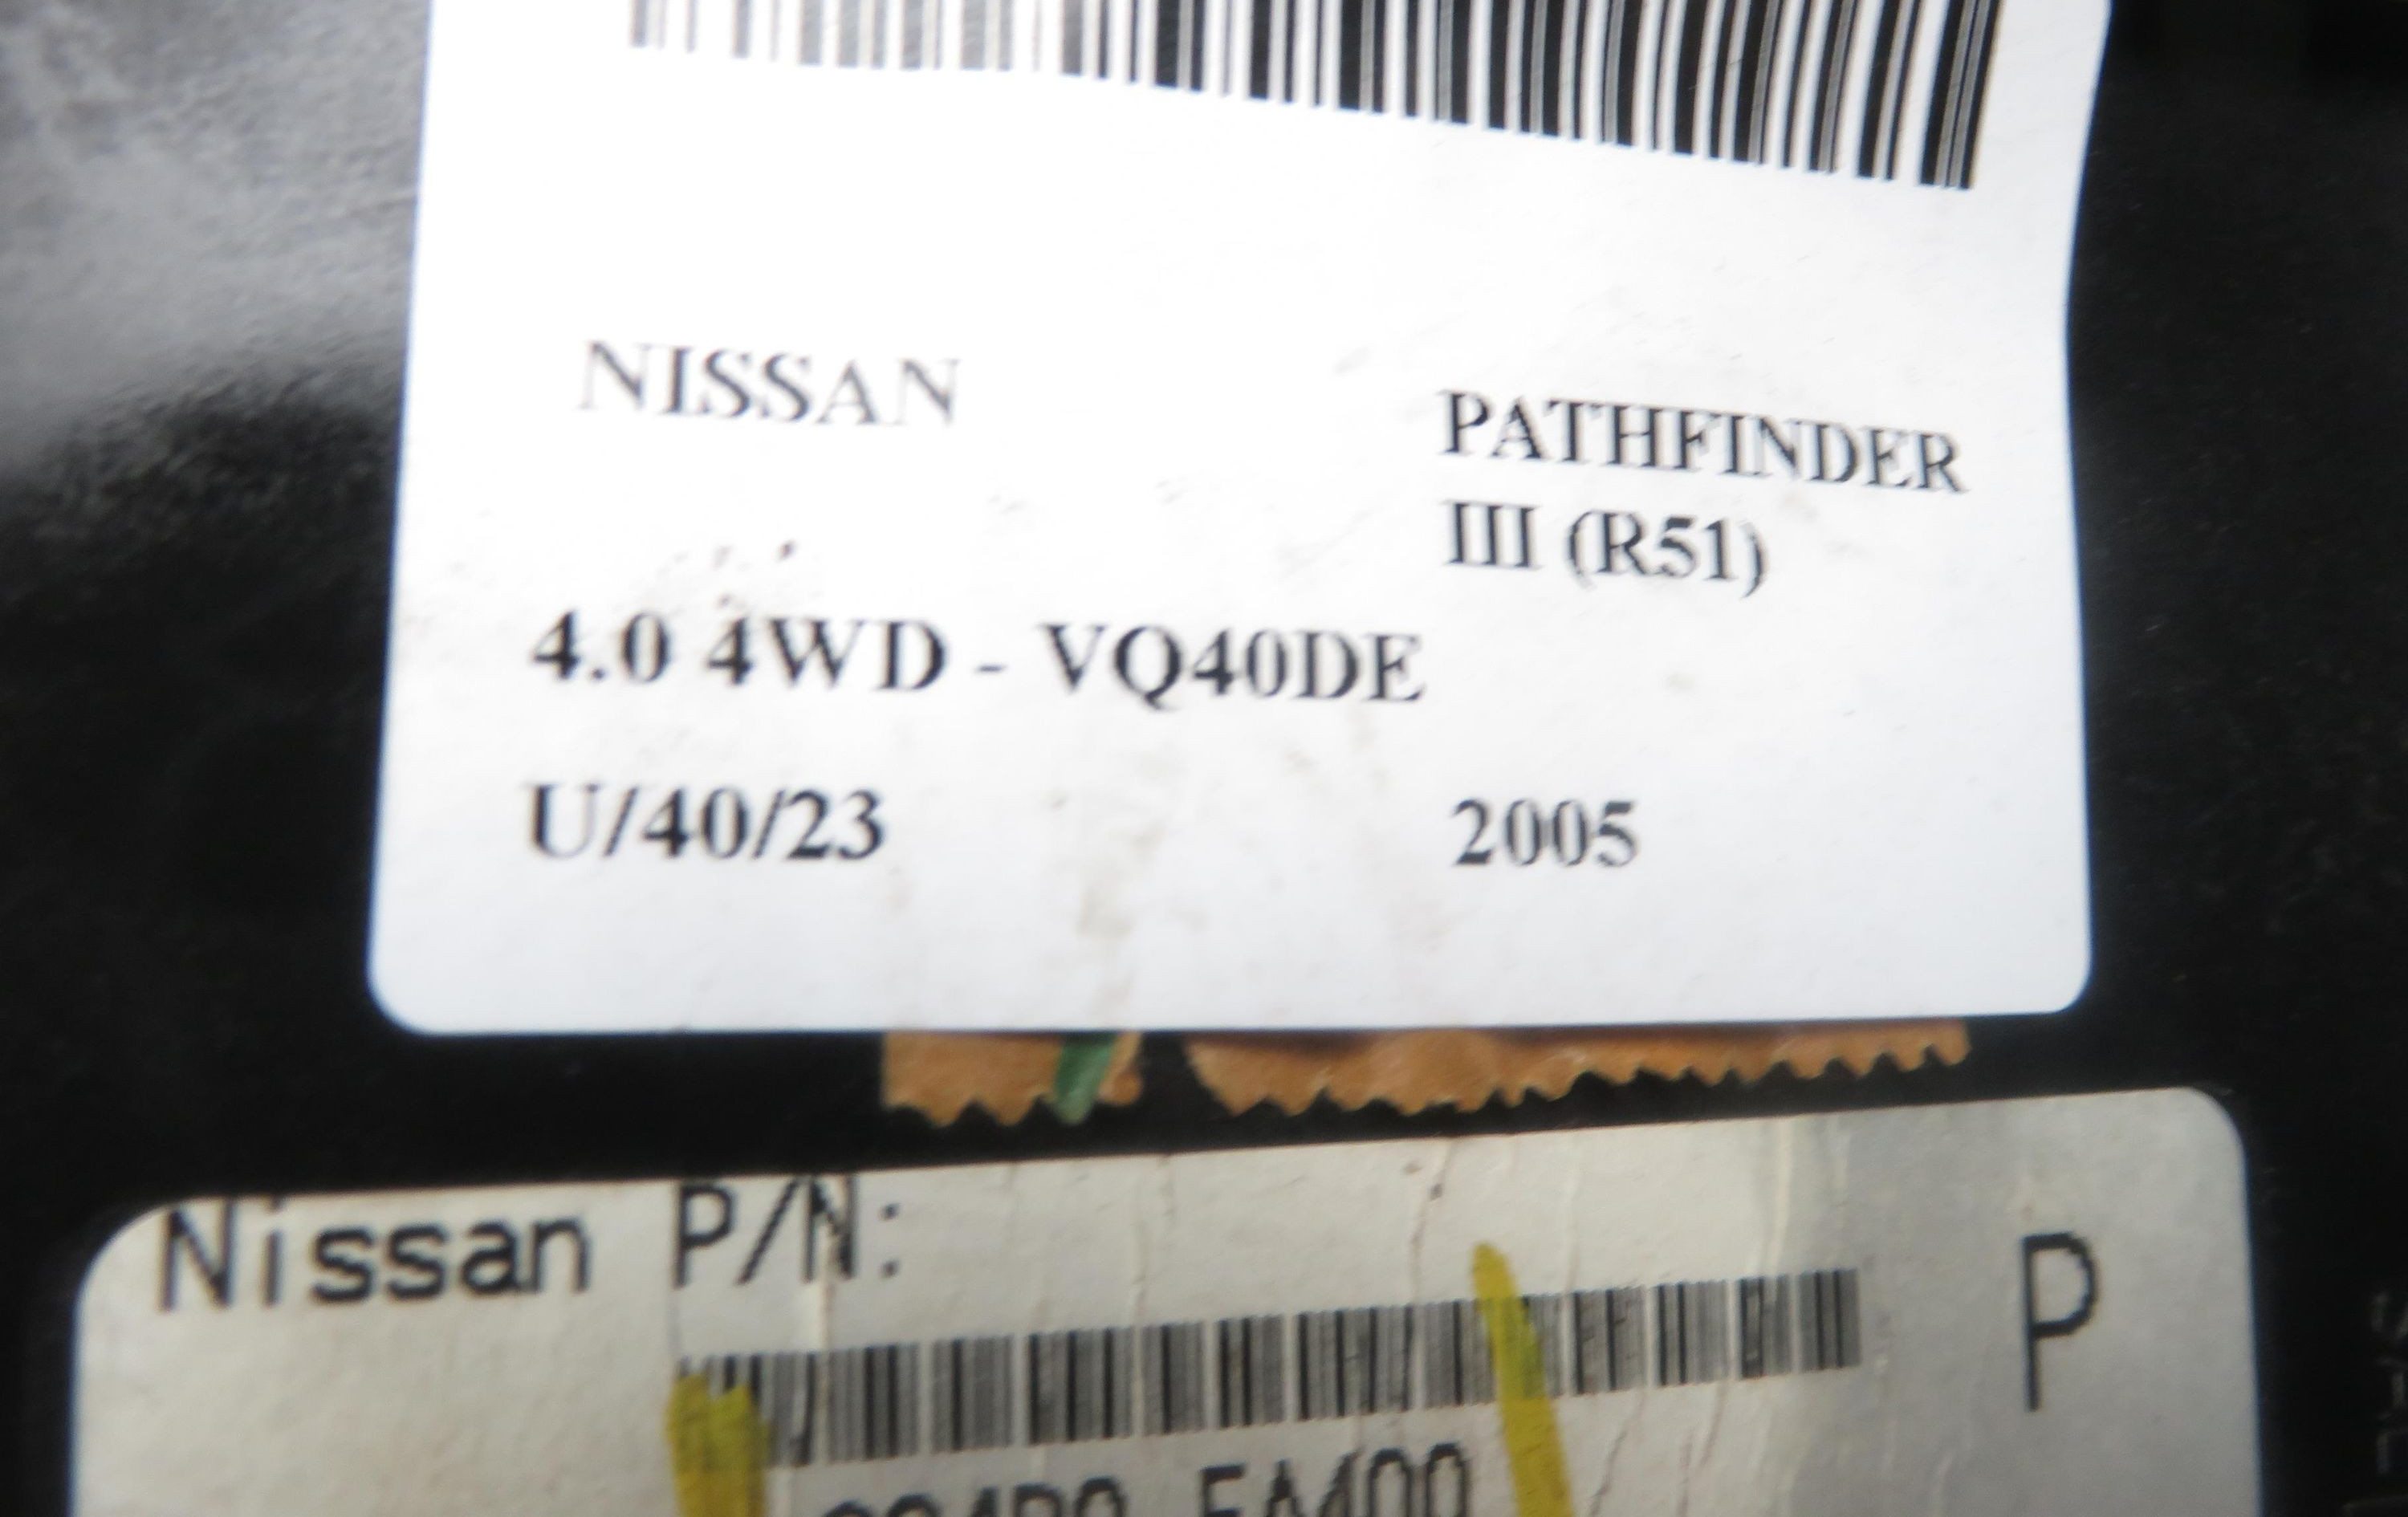 NISSAN
PATHFINDER
III (R51)
4.0 4WD - VQ40DE
U/40/23
2005
Nissan P/N:
P